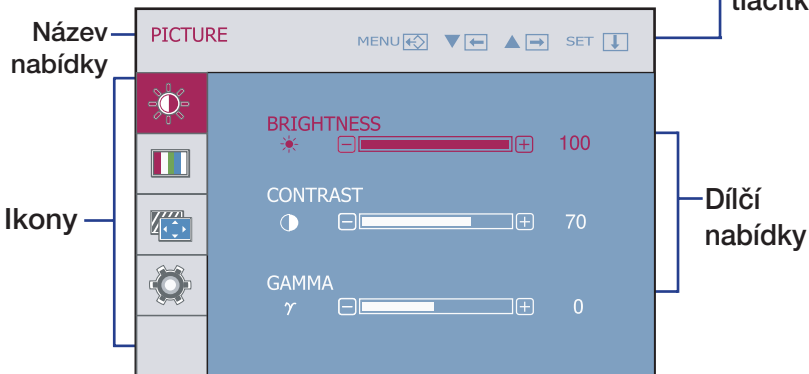 Název
nabídky
PICTURE
MENU ▼ ▲ SET
BRIGHTNESS
100
CONTRAST
70
GAMMA
γ 0
Ikony
Dílčí
nabídky